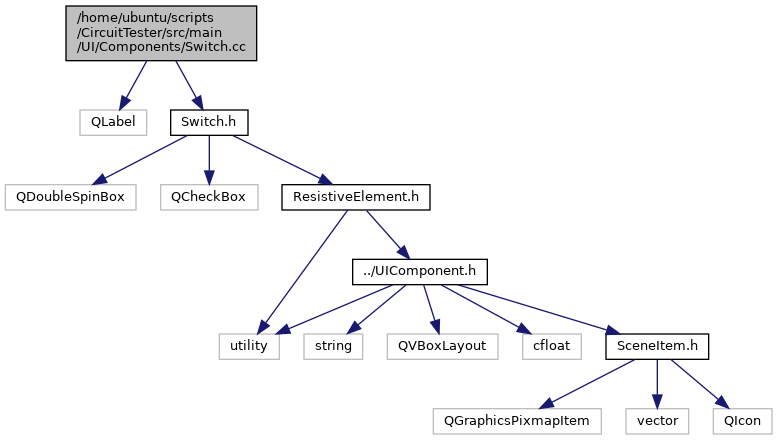 /home/ubuntu/scripts
/CircuitTester/src/main
/UI/Components/Switch.cc
QLabel
Switch.h
QDoubleSpinBox
QCheckBox
ResistiveElement.h
../UIComponent.h
utility
string
QVBoxLayout
cfloat
SceneItem.h
QGraphicsPixmapItem
vector
QIcon